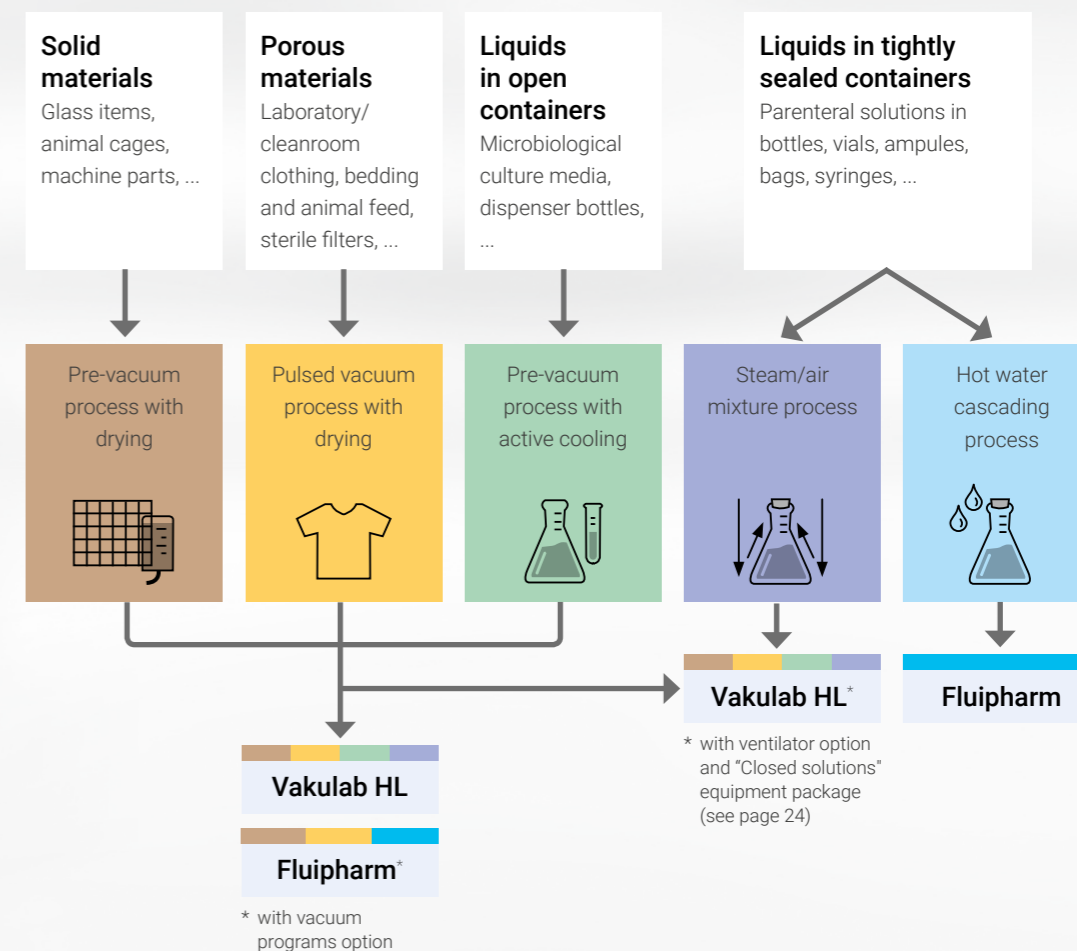 Solid
materials
Glass items,
animal cages,
machine parts, ...
Porous
materials
Laboratory/
cleanroom
clothing, bedding
and animal feed,
sterile filters, ...
Liquids
in open
containers
Microbiological
culture media,
dispenser bottles,
...
Liquids in tightly
sealed containers
Parenteral solutions in
bottles, vials, ampules,
bags, syringes, ...
Pre-vacuum
process with
drying
Pulsed vacuum
process with
drying
Pre-vacuum
process with
active cooling
Steam/air
mixture process
Hot water
cascading
process
Vakulab HL*
* with ventilator option
and “Closed solutions”
equipment package
(see page 24)
Fluipharm
Vakulab HL
Fluipharm*
* with vacuum
programs option